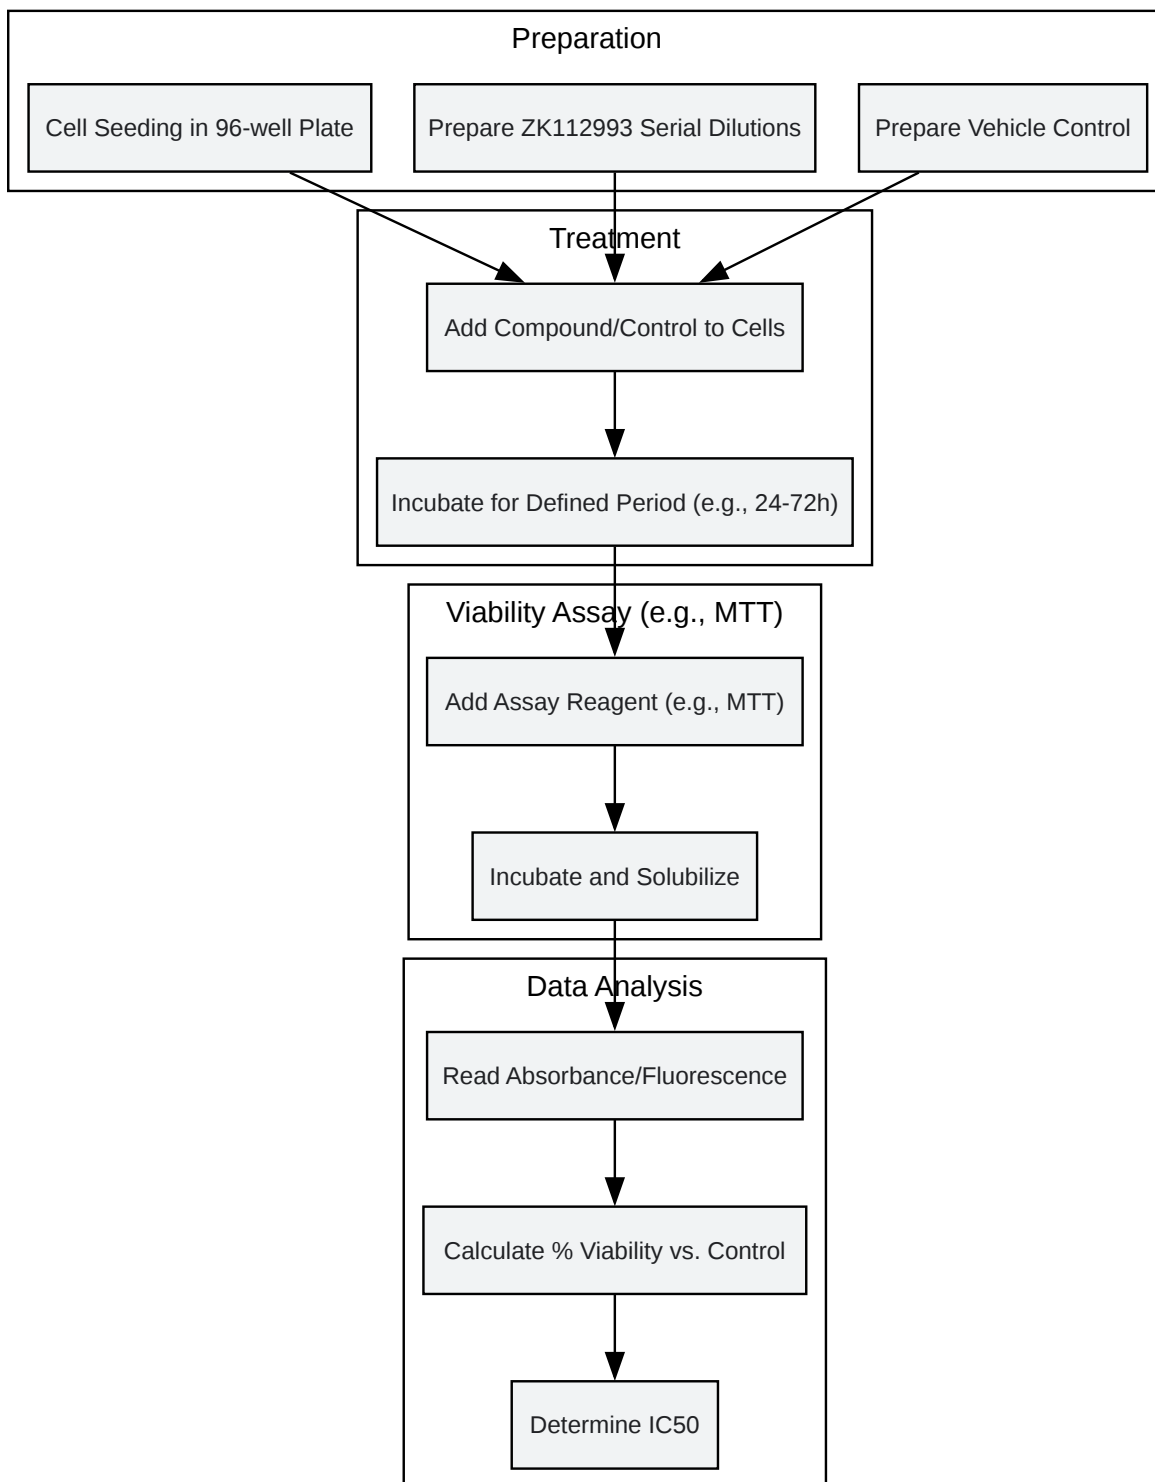 Preparation
Cell Seeding in 96-well Plate
Prepare ZK112993 Serial Dilutions
Prepare Vehicle Control
Treatment
Add Compound/Control to Cells
Incubate for Defined Period (e.g., 24-72h)
Viability Assay (e.g., MTT)
Add Assay Reagent (e.g., MTT)
Incubate and Solubilize
Data Analysis
Read Absorbance/Fluorescence
Calculate % Viability vs. Control
Determine IC50